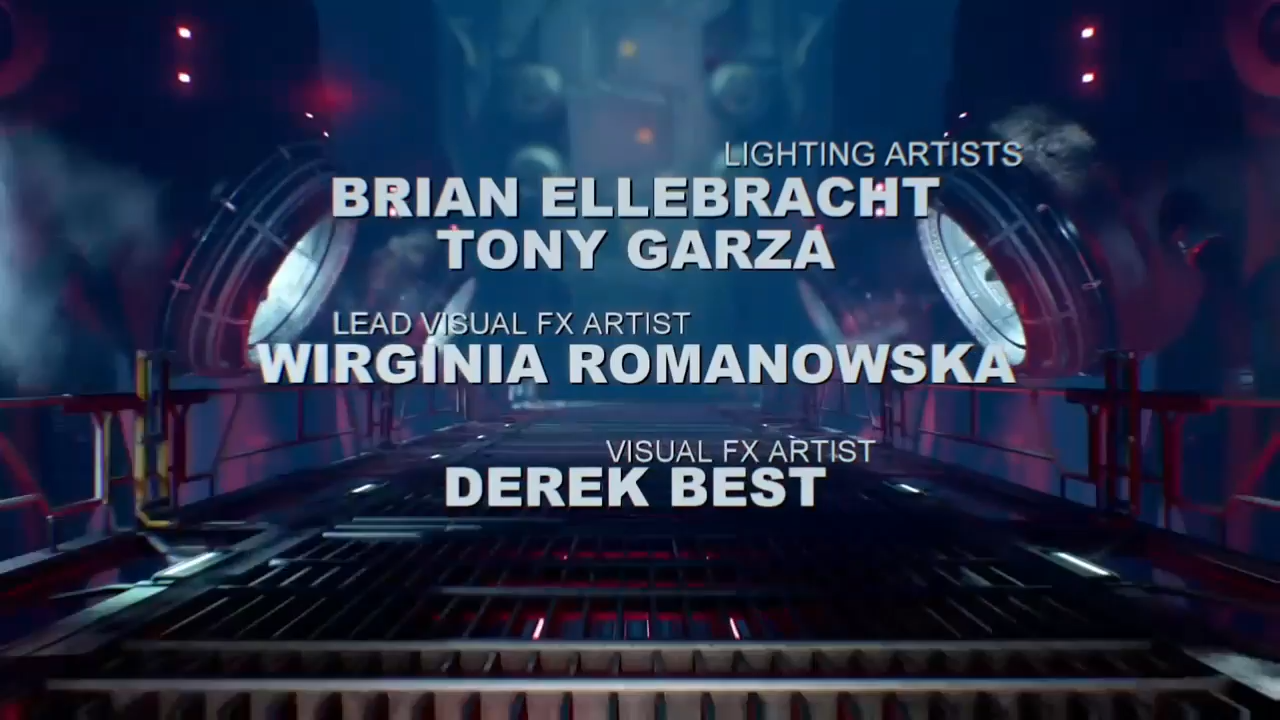 LIGHTING ARTISTS
BRIAN ELLEBRACHT
TONY GARZA
LEAD VISUAL FX ARTIST
WIRGINIA ROMANOWSKA
VISUAL FX ARTIST
DEREK BEST